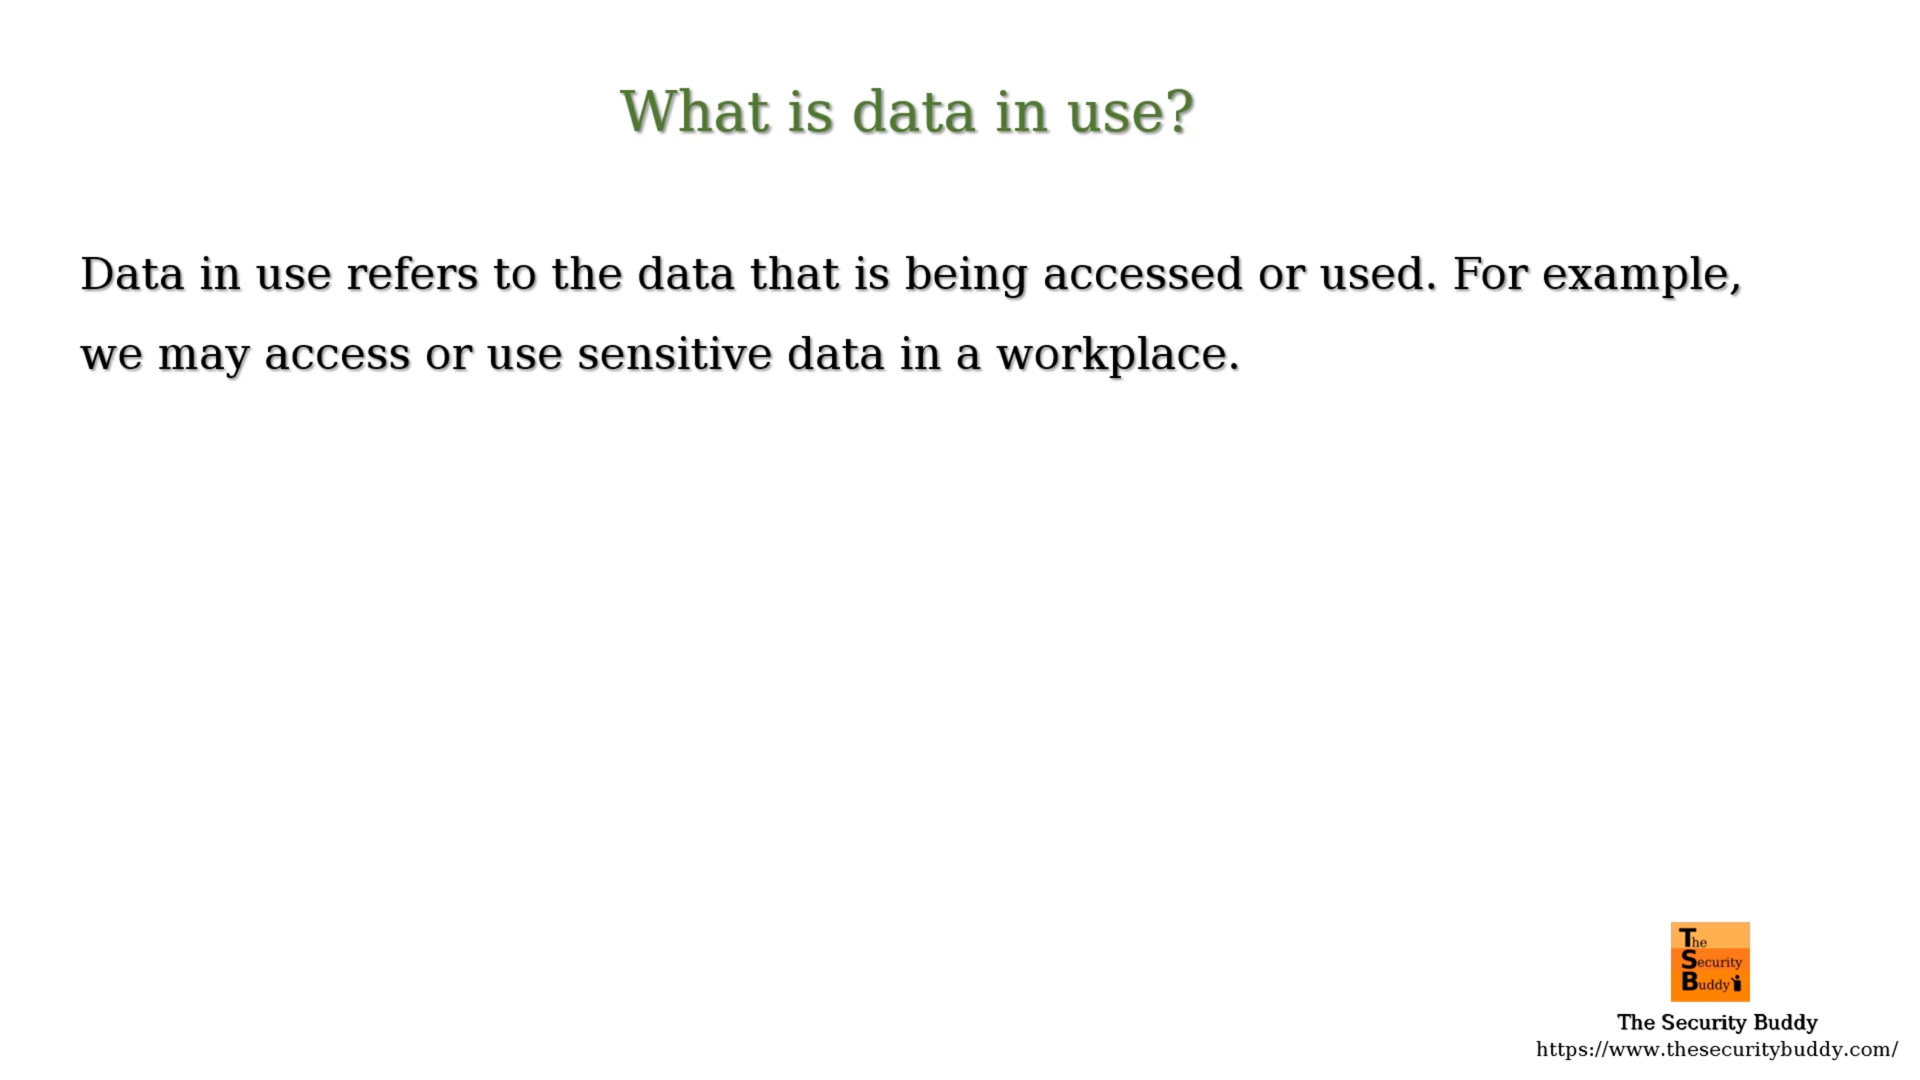 What is data in use?
Data in use refers to the data that is being accessed or used. For example,
we may access or use sensitive data in a workplace.
The
Security
Buddy
The Security Buddy
https://www.thesecuritybuddy.com/